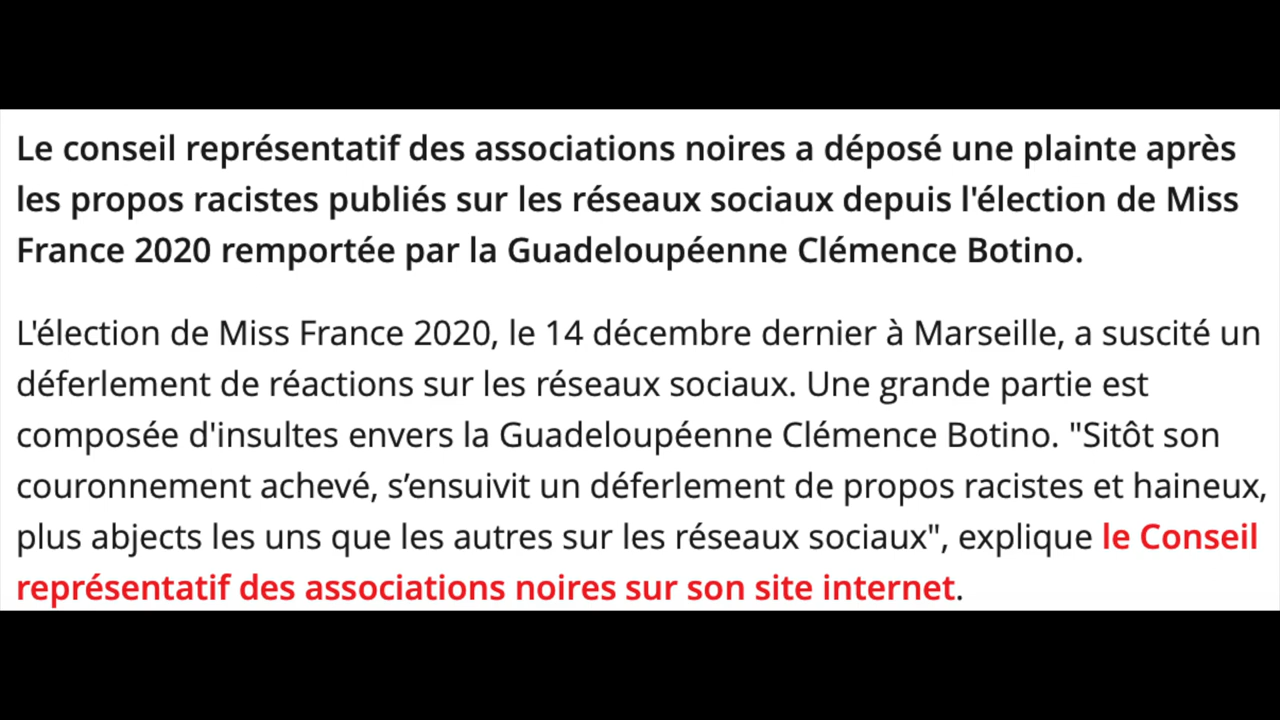 Le conseil représentatif des associations noires a déposé une plainte après
les propos racistes publiés sur les réseaux sociaux depuis l'élection de Miss
France 2020 remportée par la Guadeloupéenne Clémence Botino.
L'élection de Miss France 2020, le 14 décembre dernier à Marseille, a suscité un
déferlement de réactions sur les réseaux sociaux. Une grande partie est
composée d'insultes envers la Guadeloupéenne Clémence Botino. "Sitôt son
couronnement achevé, s’ensuivit un déferlement de propos racistes et haineux,
plus abjects les uns que les autres sur les réseaux sociaux", explique le Conseil
représentatif des associations noires sur son site internet.